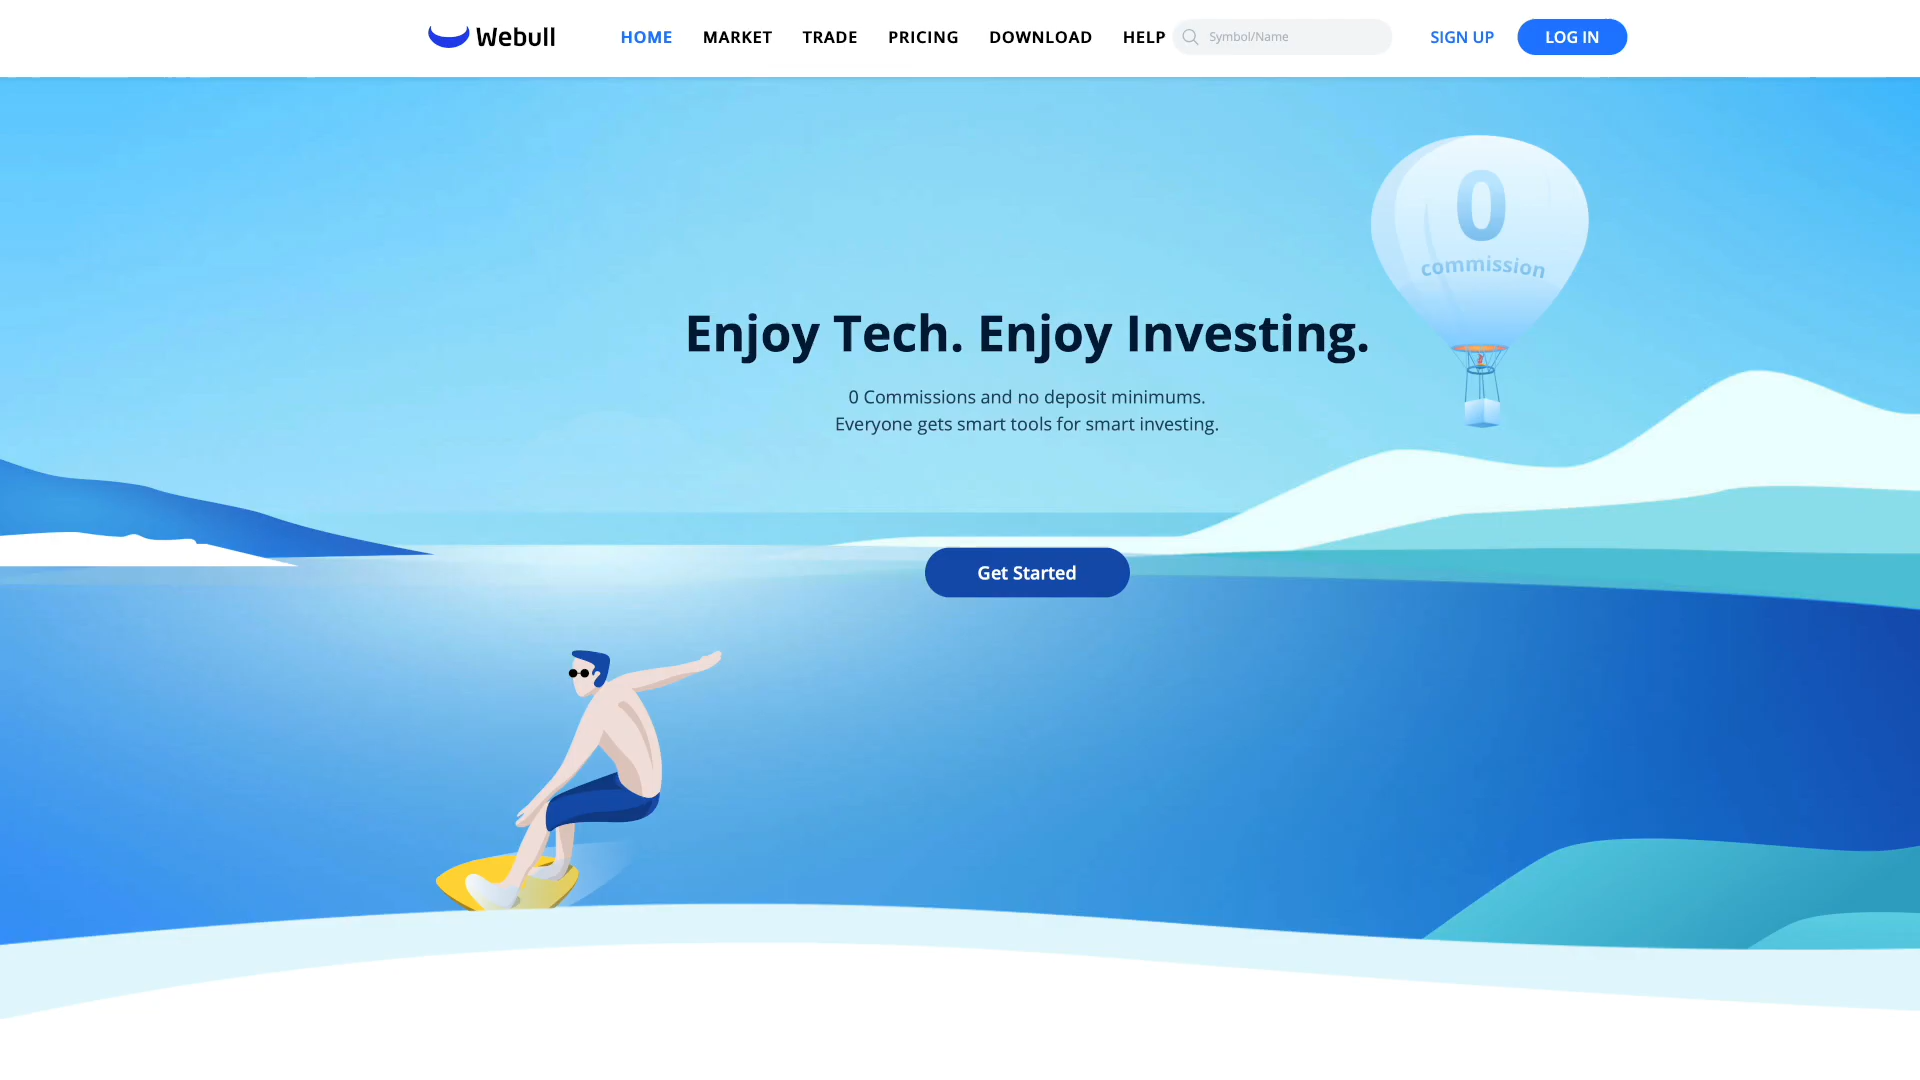 Webull HOME MARKET TRADE PRICING DOWNLOAD HELP Symbol/Name SIGN UP LOG IN
0
commission
Enjoy Tech. Enjoy Investing.
0 Commissions and no deposit minimums.
Everyone gets smart tools for smart investing.
Get Started